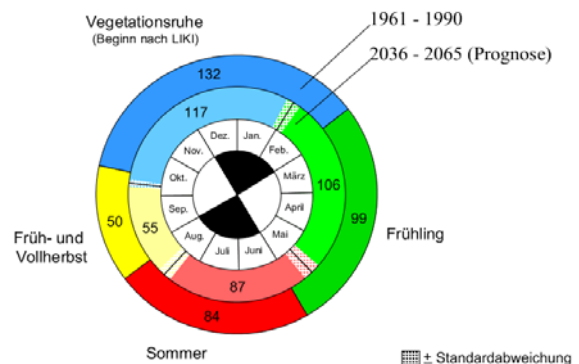 Vegetationsruhe
(Beginn nach LIKI)
1961 - 1990
2036 - 2065 (Prognose)
132
117
Dez.
Jan.
Nov.
Feb.
Okt.
März
106
99
50
55
Sep.
April
Aug.
Mai
Juli
Juni
Früh- und
Vollherbst
Frühling
87
84
Sommer
± Standardabweichung